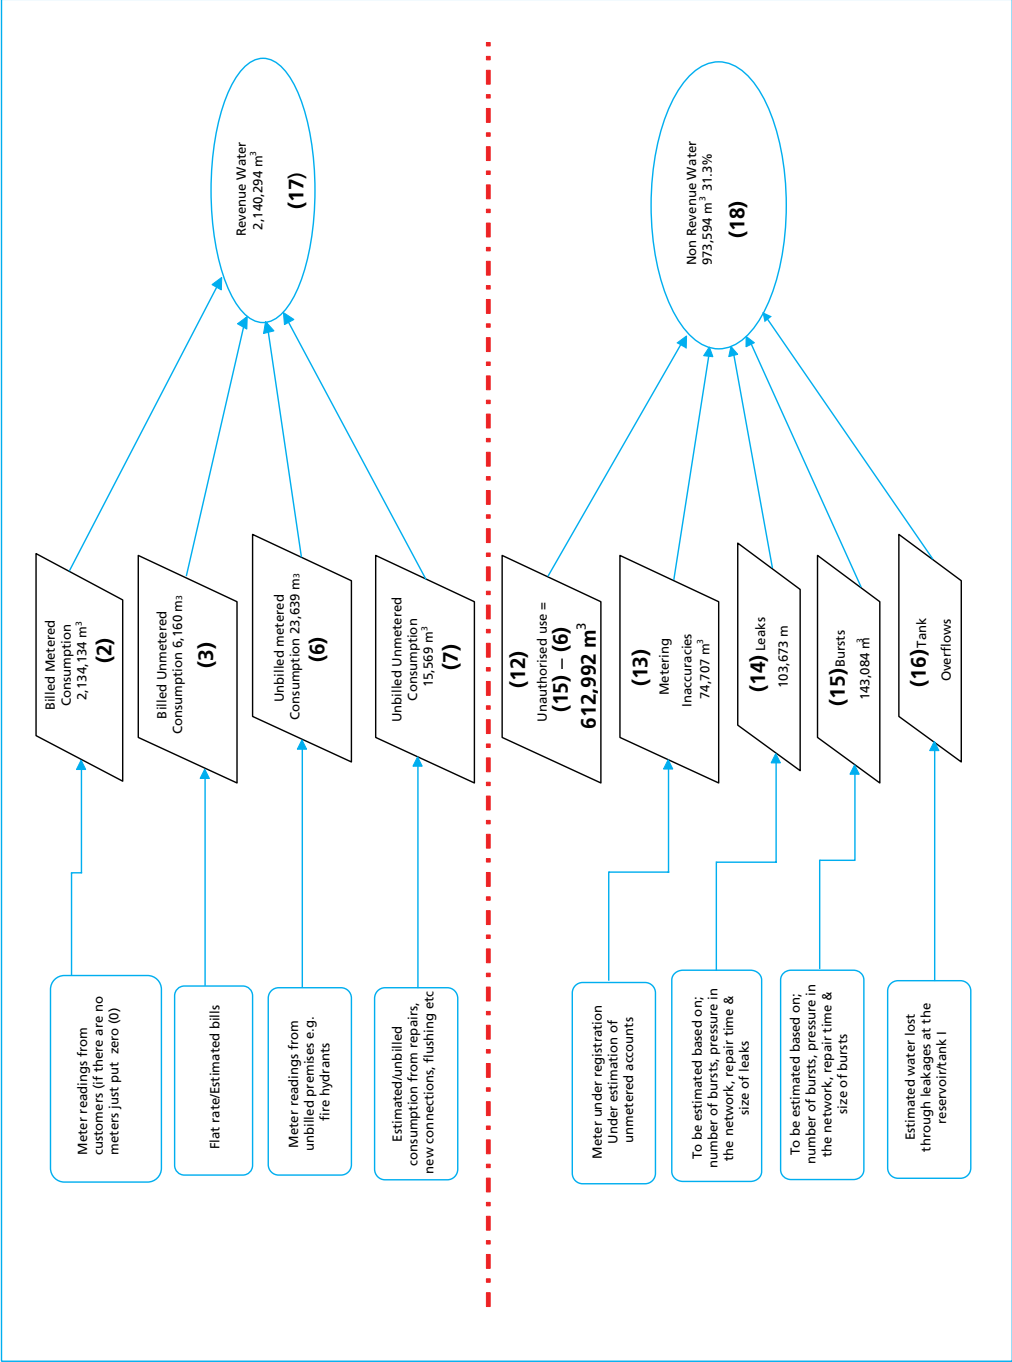 Meter readings from
customers (if there are no
meters just put zero (0)
Flat rate/Estimated bills
Meter readings from
unbilled premises e.g.
fire hydrants
Estimated/unbilled
consumption from repairs,
new connections, flushing etc
Billed Metered
Consumption
2,134,134 m³
(2)
Billed Unmetered
Consumption 6,160 m3
(3)
Unbilled metered
Consumption 23,639 m3
(6)
Unbilled Unmetered
Consumption
15,569 m³
(7)
Revenue Water
2,140,294 m³
(17)
Meter under registration
Under estimation of
unmetered accounts
To be estimated based on;
number of bursts, pressure in
the network, repair time &
size of leaks
To be estimated based on;
number of bursts, pressure in
the network, repair time &
size of bursts
Estimated water lost
through leakages at the
reservoir/tank l
(12)
Unauthorised use =
(15) – (6)
612,992 m³
(13)
Metering
Inaccuracies
74,707 m³
(14) Leaks
103,673 m
(15) Bursts
143,084 m³
(16) Tank
Overflows
Non Revenue Water
973,594 m³ 31.3%
(18)